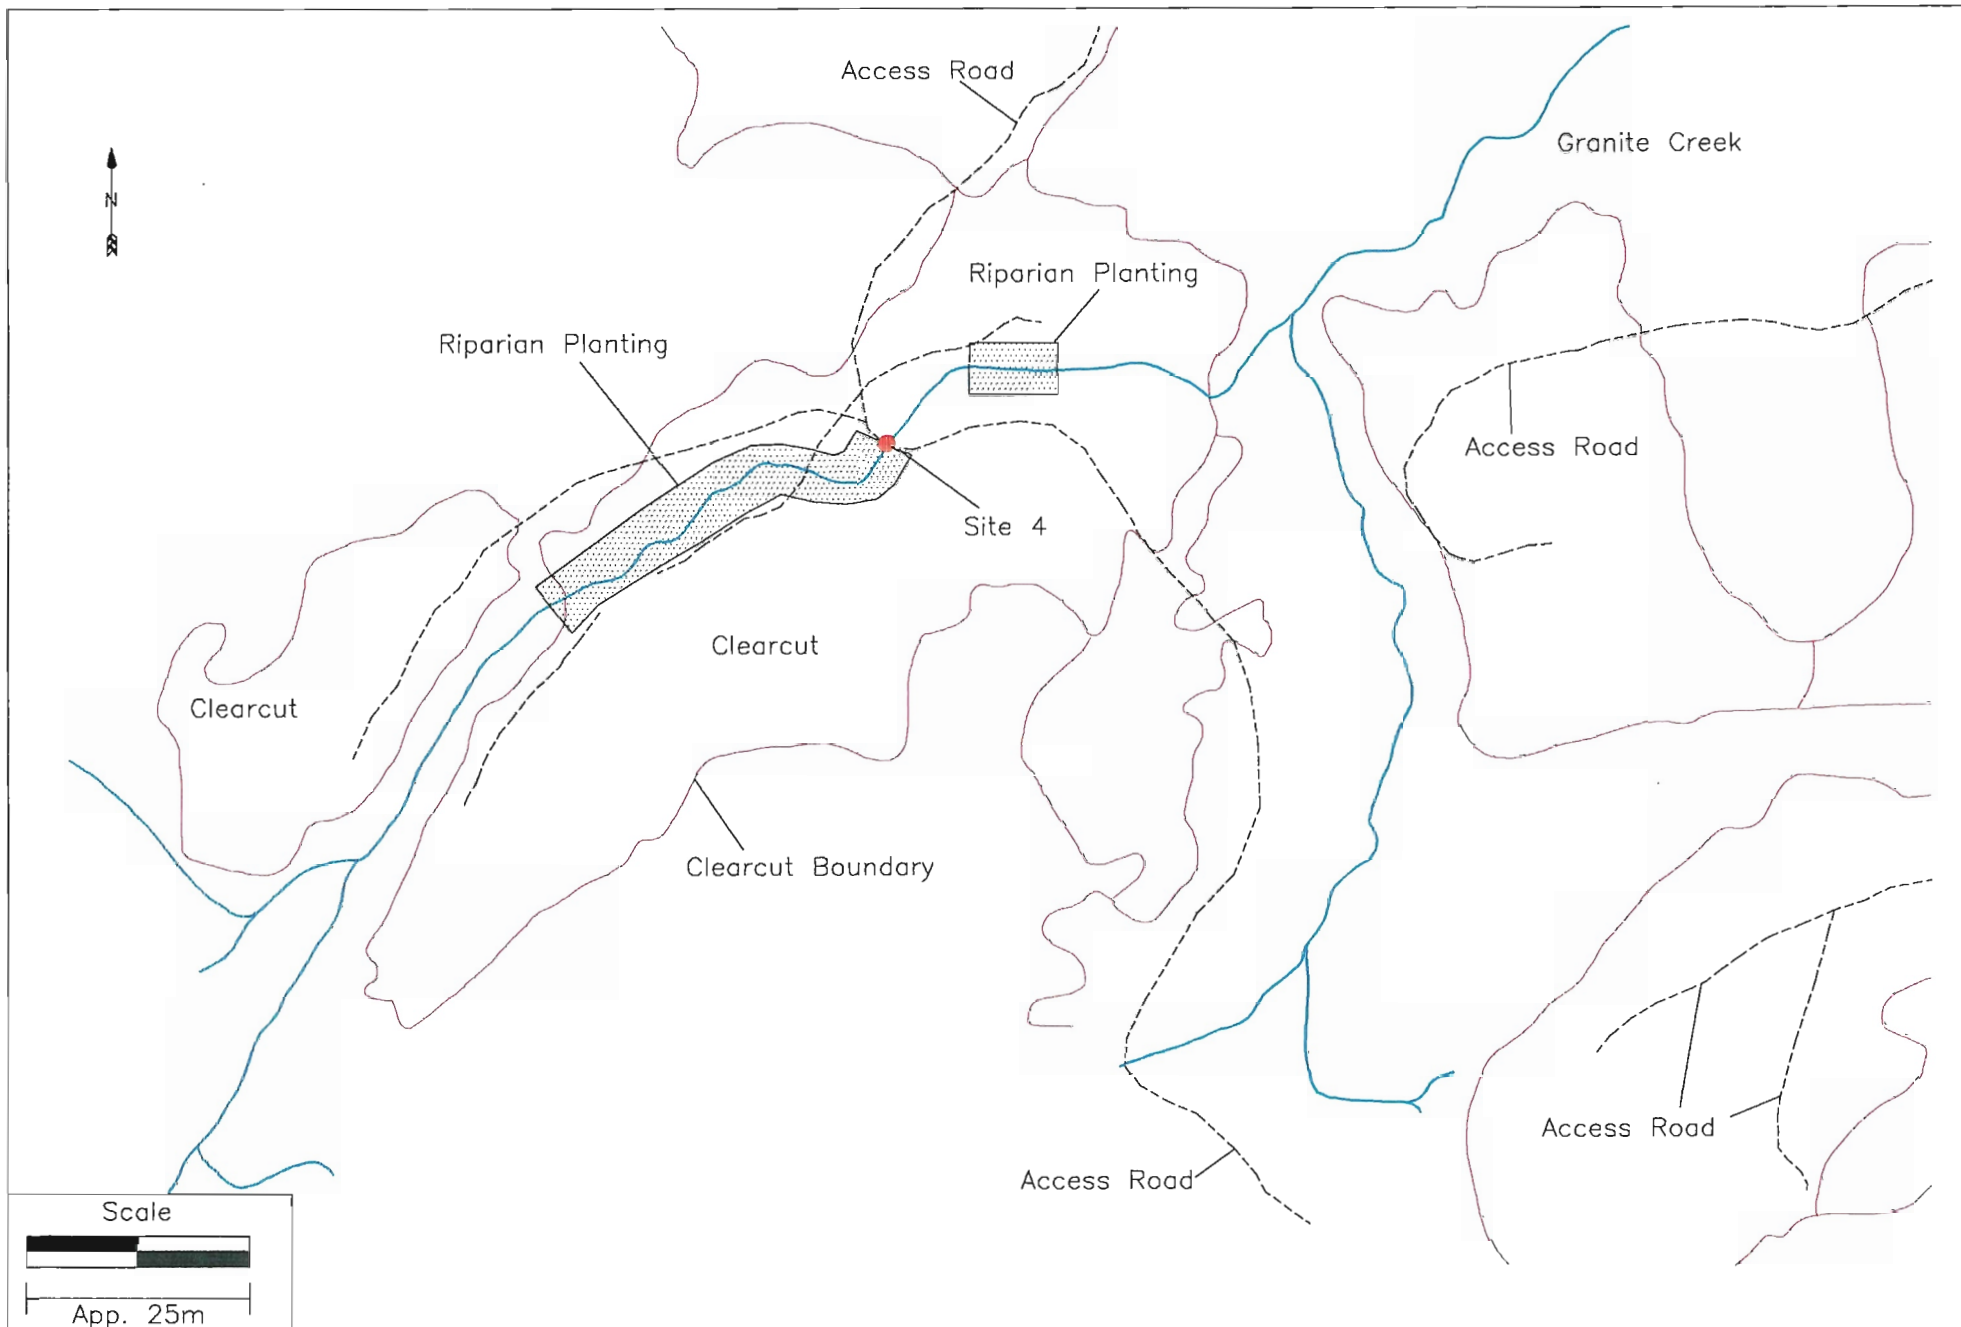 Access Road
Granite Creek
N
Riparian Planting
Riparian Planting
Access Road
Site 4
Clearcut
Clearcut
Clearcut Boundary
Access Road
Access Road
Scale
App. 25m